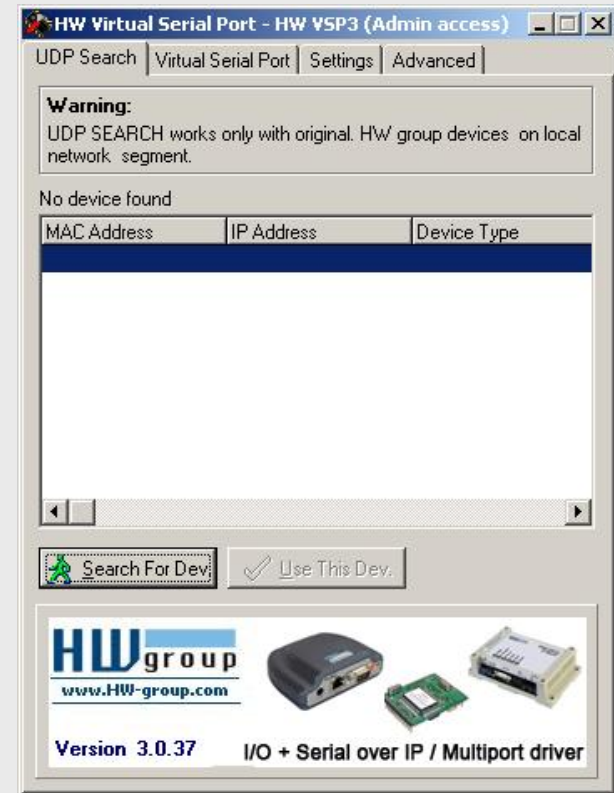 HW Virtual Serial Port - HW VSP3 (Admin access)
UDP Search Virtual Serial Port Settings Advanced
Warning:
UDP SEARCH works only with original. HW group devices on local
network segment.
No device found
MAC Address IP Address Device Type
Search For Dev Use This Dev.
HW group
www.HW-group.com
Version 3.0.37 I/O + Serial over IP / Multiport driver